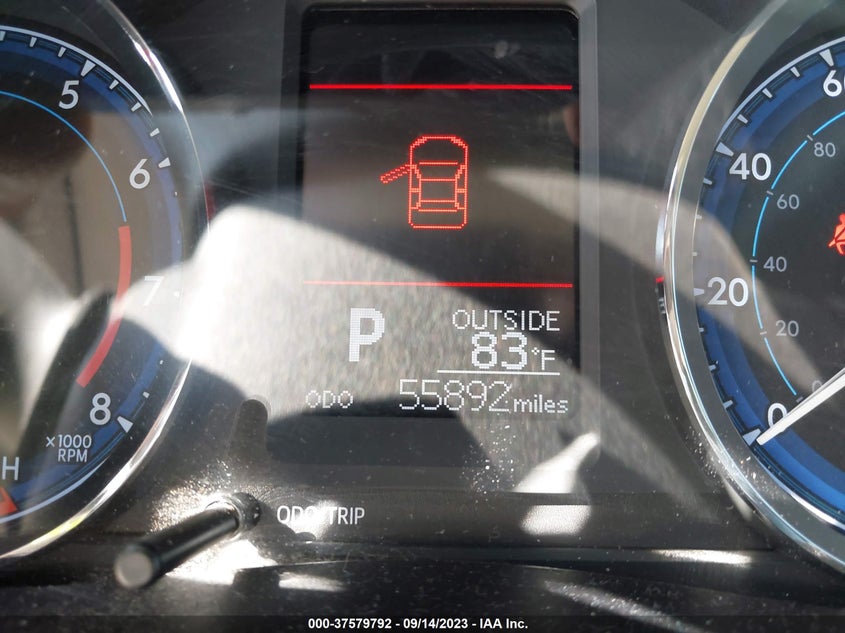 5
6
7
8
×1000
RPM
H
P
OUTSIDE
83°F
ODO 55892 miles
ODO/TRIP
60
40
20
0
80
60
40
20
0
000-37579792 - 09/14/2023 - IAA Inc.